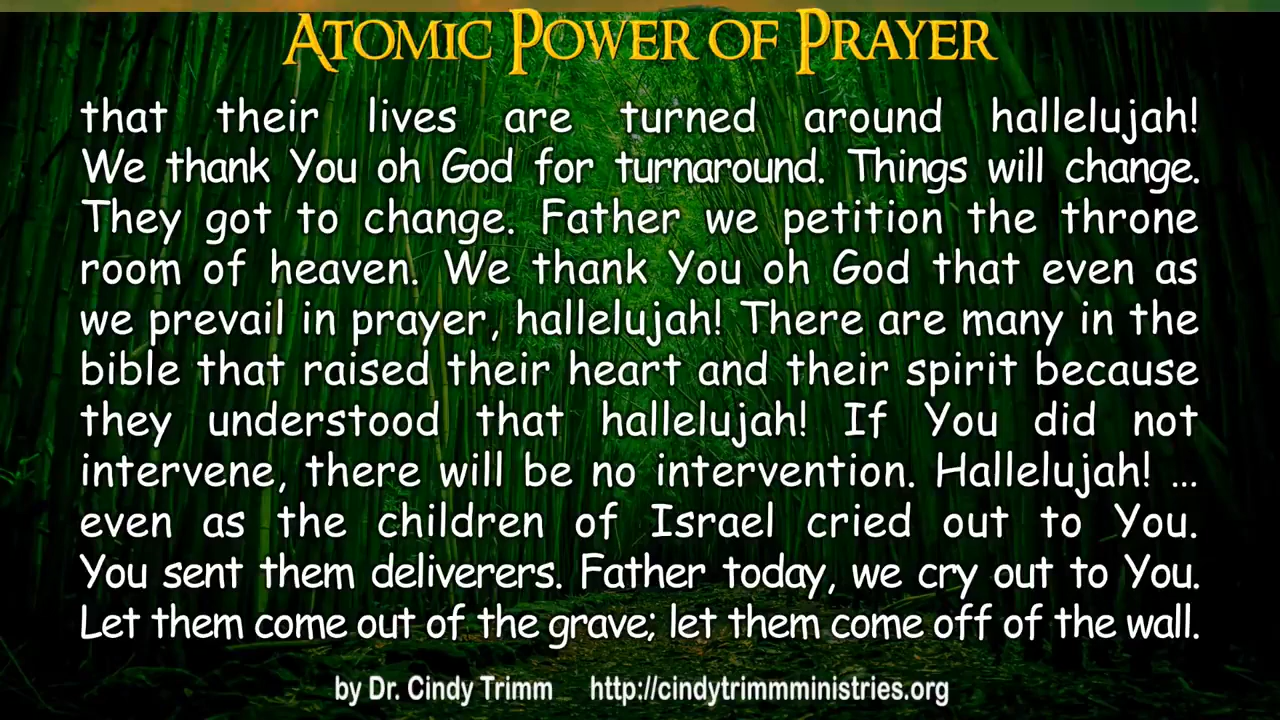 ATOMIC POWER OF PRAYER
that their lives are turned around hallelujah!
We thank You oh God for turnaround. Things will change.
They got to change. Father we petition the throne
room of heaven. We thank You oh God that even as
we prevail in prayer, hallelujah! There are many in the
bible that raised their heart and their spirit because
they understood that hallelujah! If You did not
intervene, there will be no intervention. Hallelujah! ...
even as the children of Israel cried out to You.
You sent them deliverers. Father today, we cry out to You.
Let them come out of the grave; let them come off of the wall.
by Dr. Cindy Trimm http://cindytrimmministries.org